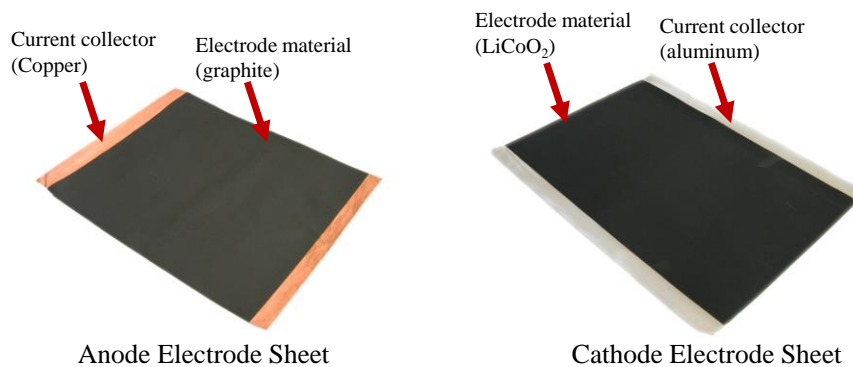 Current collector
(Copper)
Electrode material
(graphite)
Anode Electrode Sheet
Electrode material
(LiCoO₂)
Current collector
(aluminum)
Cathode Electrode Sheet